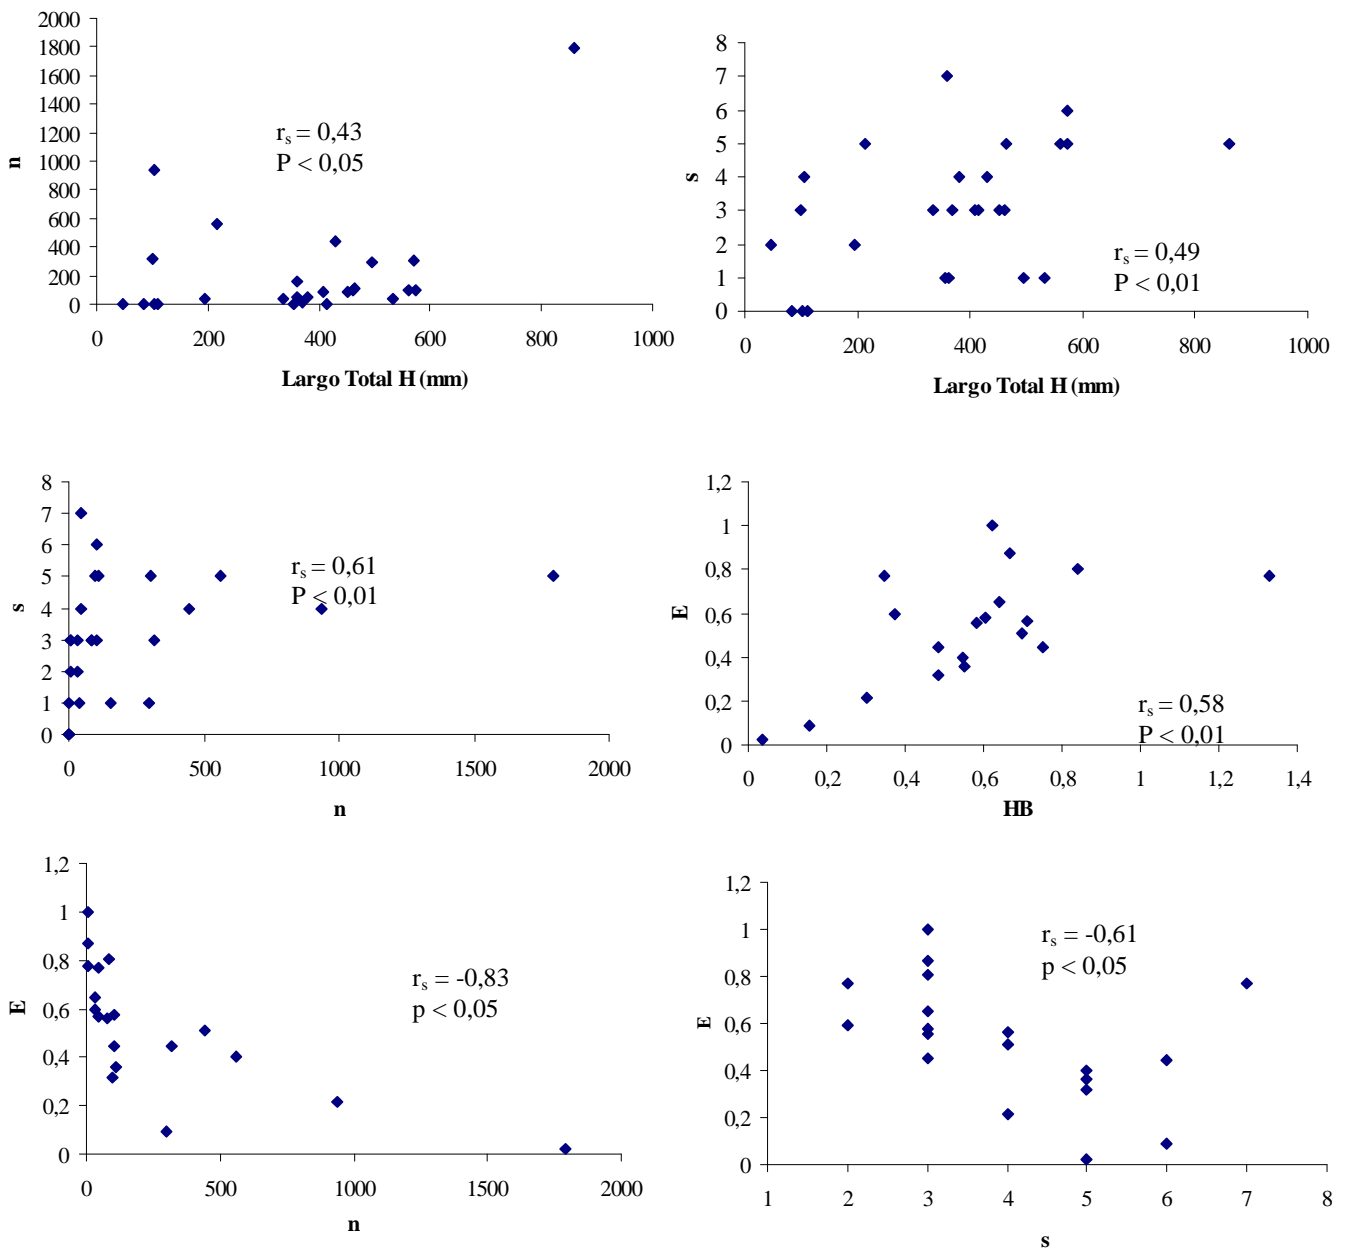 2000
1800
1600
1400
1200
1000
800
600
400
200
0
n
r_s = 0,43
P < 0,05
0 200 400 600 800 1000
Largo Total H (mm)
8
7
6
5
4
3
2
1
0
s
r_s = 0,49
P < 0,01
0 200 400 600 800 1000
Largo Total H (mm)
8
7
6
5
4
3
2
1
0
s
r_s = 0,61
P < 0,01
0 500 1000 1500 2000
n
1,2
1
0,8
0,6
0,4
0,2
0
E
r_s = 0,58
P < 0,01
0 0,2 0,4 0,6 0,8 1 1,2 1,4
HB
1,2
1
0,8
0,6
0,4
0,2
0
E
r_s = -0,83
p < 0,05
0 500 1000 1500 2000
n
1,2
1
0,8
0,6
0,4
0,2
0
E
r_s = -0,61
p < 0,05
1 2 3 4 5 6 7 8
s